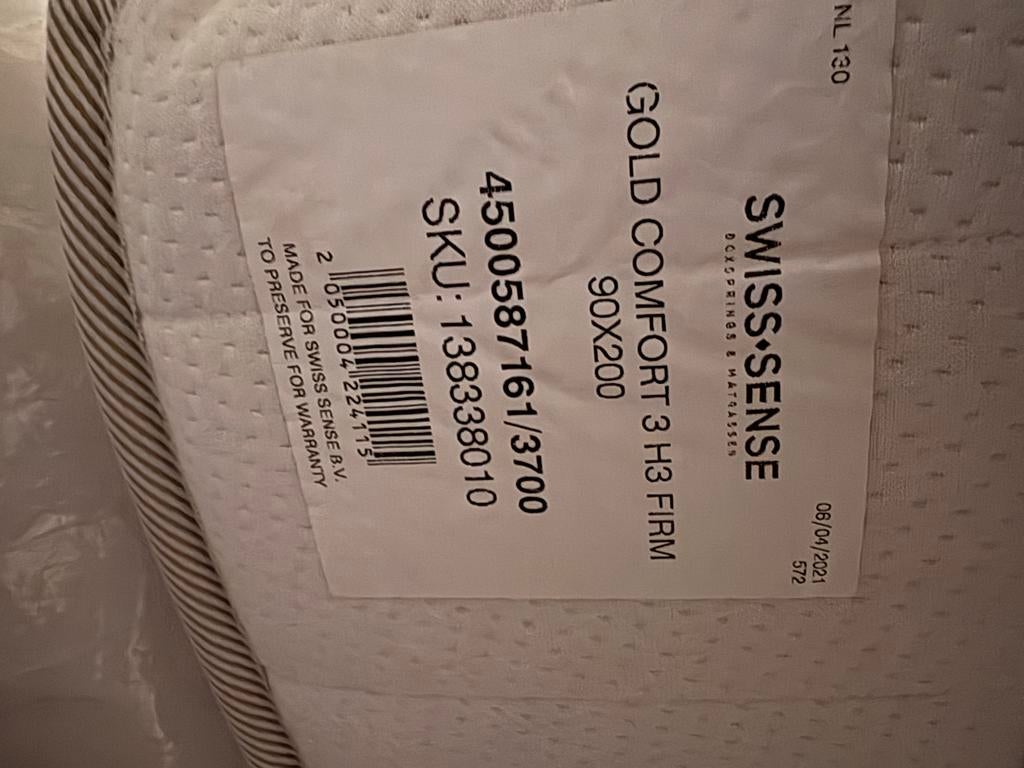 NL 130
06/04/2021
572
SWISS•SENSE
BOXSPRINGS & MATRASSEN
GOLD COMFORT 3 H3 FIRM
90X200
4500587161/3700
SKU: 138338010
2 050004 224115
MADE FOR SWISS SENSE B.V.
TO PRESERVE FOR WARRANTY